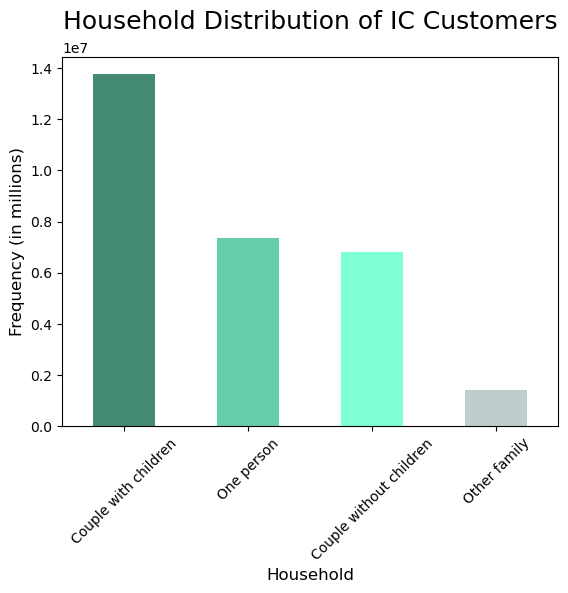 Household Distribution of IC Customers
1e7
1.4
1.2
1.0
0.8
0.6
0.4
0.2
0.0
Frequency (in millions)
Couple with children
One person
Couple without children
Other family
Household